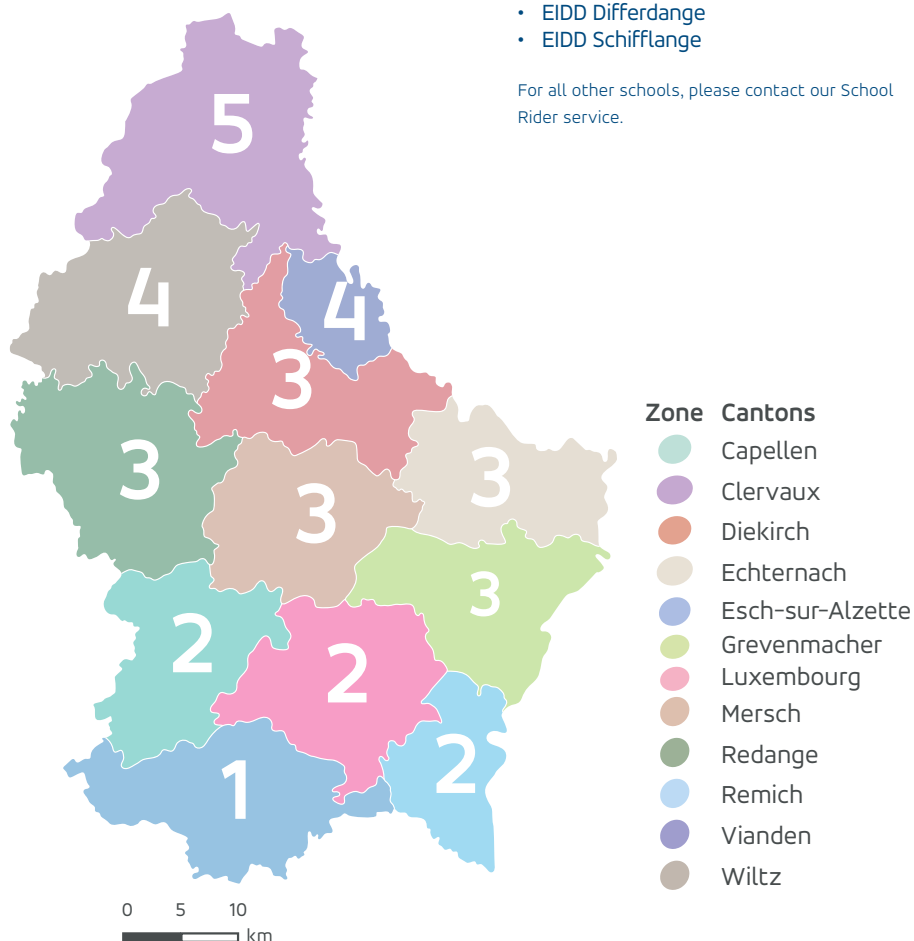 • EIDD Differdange
• EIDD Schifflange
For all other schools, please contact our School
Rider service.
5
4
4
3
3
3
3
3
2
2
2
1
Zone Cantons
Capellen
Clervaux
Diekirch
Echternach
Esch-sur-Alzette
Grevenmacher
Luxembourg
Mersch
Redange
Remich
Vianden
Wiltz
0 5 10
km